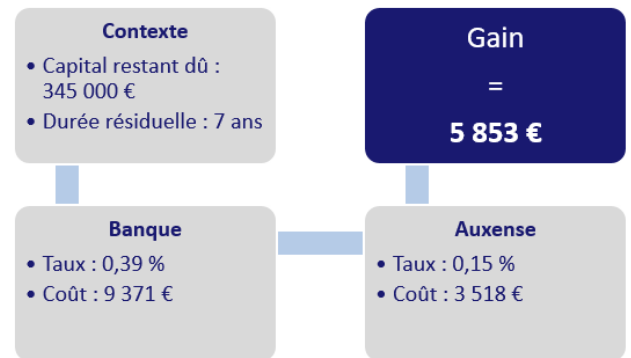 Contexte
• Capital restant dû :
345 000 €
• Durée résiduelle : 7 ans
Banque
• Taux : 0,39 %
• Coût : 9 371 €
Auxense
• Taux : 0,15 %
• Coût : 3 518 €
Gain
=
5 853 €